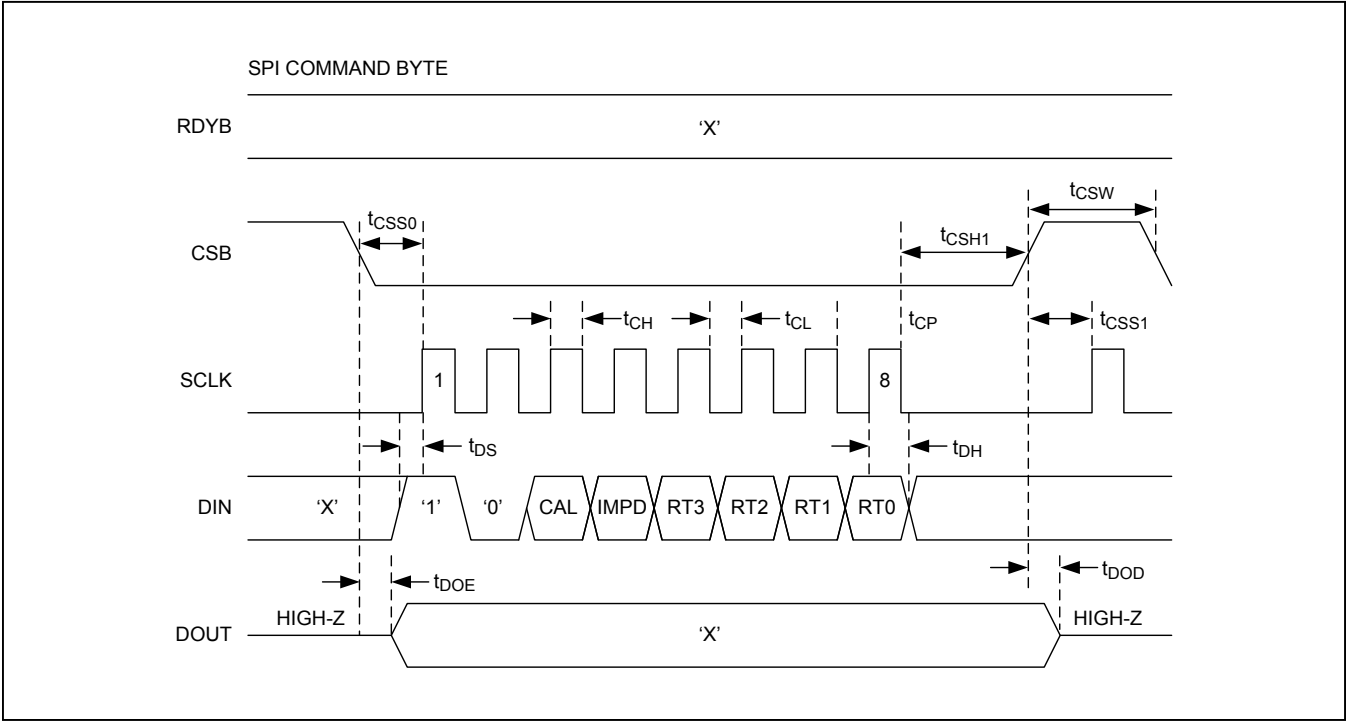 SPI COMMAND BYTE
RDYB 'X'
tCSW
tCSS0
CSB tCSH1
tCH tCL tCP tCSS1
SCLK 1 8
tDS tDH
DIN 'X' '1' '0' CAL IMPD RT3 RT2 RT1 RT0
tDOE tDOD
HIGH-Z HIGH-Z
DOUT 'X'